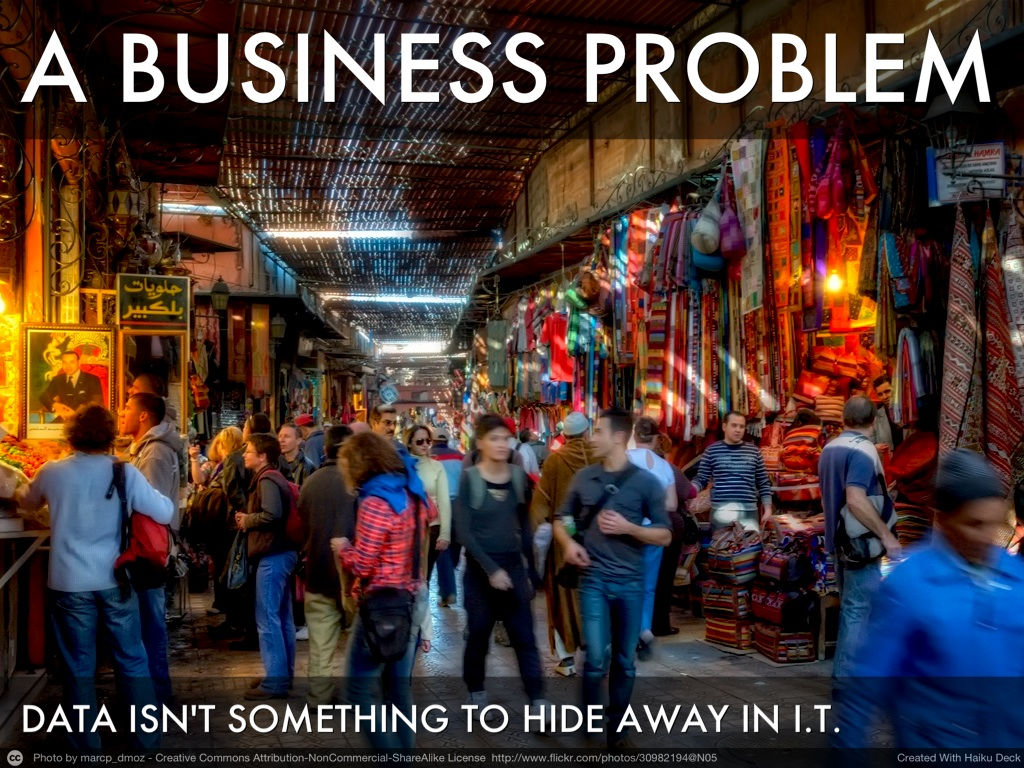 A BUSINESS PROBLEM
حلويات
بلكبير
DATA ISN'T SOMETHING TO HIDE AWAY IN I.T.
cc Photo by marcp_dmoz - Creative Commons Attribution-NonCommercial-ShareAlike License http://www.flickr.com/photos/30982194@N05
Created With Haiku Deck